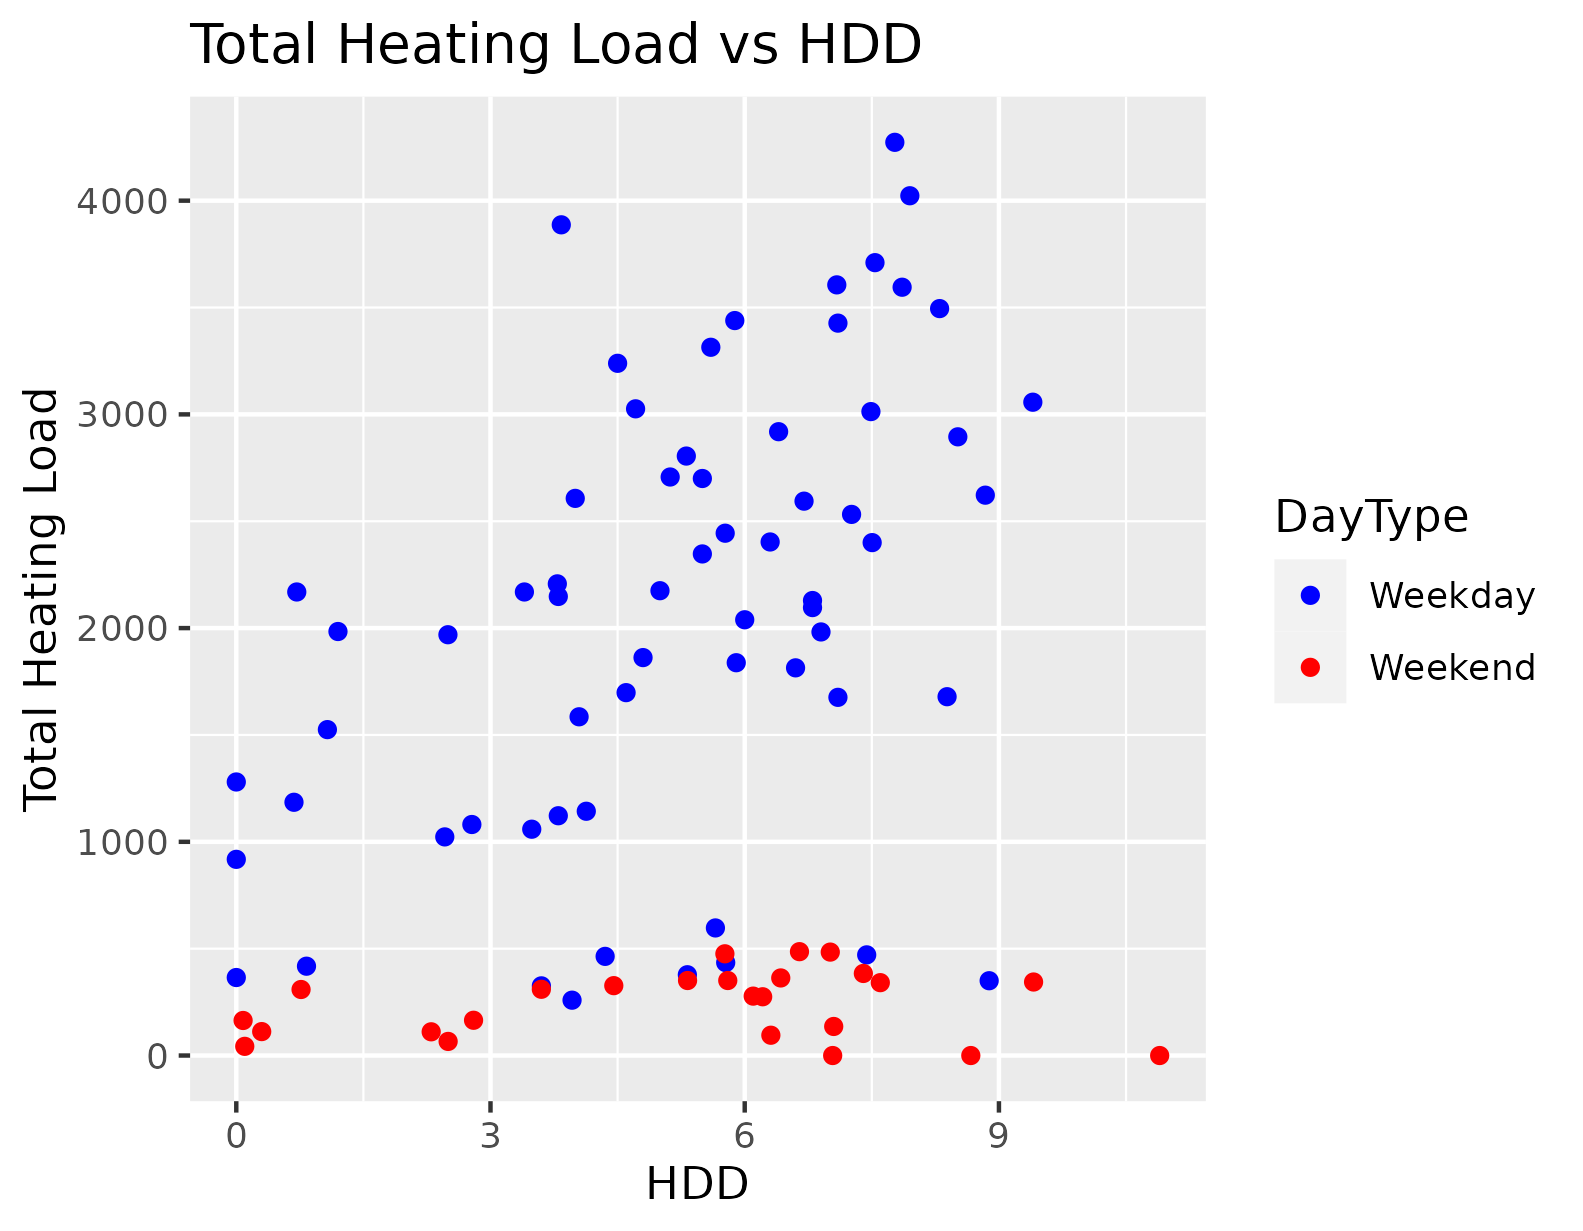 Total Heating Load vs HDD
Total Heating Load
4000
3000
2000
1000
0
0 3 6 9
HDD
DayType
Weekday
Weekend